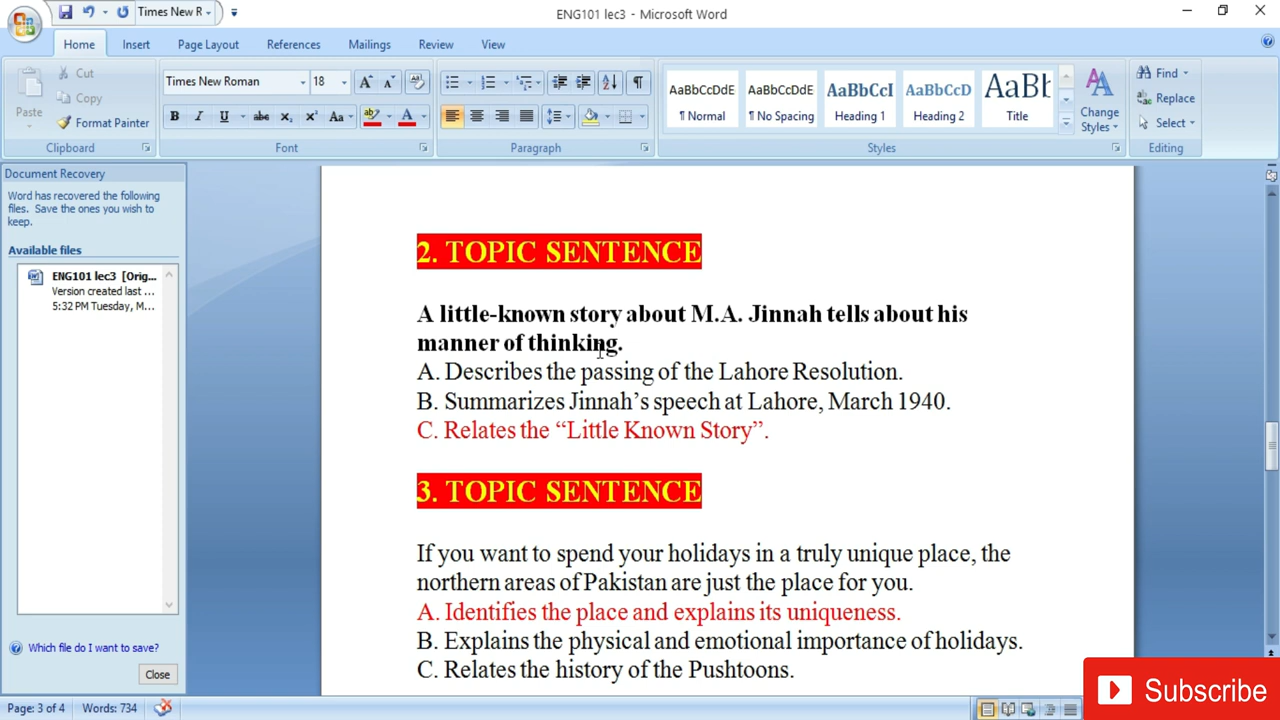 Times New R
ENG101 lec3 - Microsoft Word
Home Insert Page Layout References Mailings Review View
Paste
Cut
Copy
Format Painter
Clipboard
Times New Roman 18
B I U abc X₂ X² Aa
Font
Paragraph
AaBbCcDdE AaBbCcDdE AaBbCcI AaBbCcD AaBb
¶ Normal ¶ No Spacing Heading 1 Heading 2 Title
Change
Styles
Styles
Find
Replace
Select
Editing
Document Recovery
Word has recovered the following
files. Save the ones you wish to
keep.
Available files
ENG101 lec3 [Orig...
Version created last ...
5:32 PM Tuesday, M...
Which file do I want to save?
Close
2. TOPIC SENTENCE
A little-known story about M.A. Jinnah tells about his
manner of thinking.
A. Describes the passing of the Lahore Resolution.
B. Summarizes Jinnah’s speech at Lahore, March 1940.
C. Relates the “Little Known Story”.
3. TOPIC SENTENCE
If you want to spend your holidays in a truly unique place, the
northern areas of Pakistan are just the place for you.
A. Identifies the place and explains its uniqueness.
B. Explains the physical and emotional importance of holidays.
C. Relates the history of the Pushtoons.
Subscribe
Page: 3 of 4 Words: 734